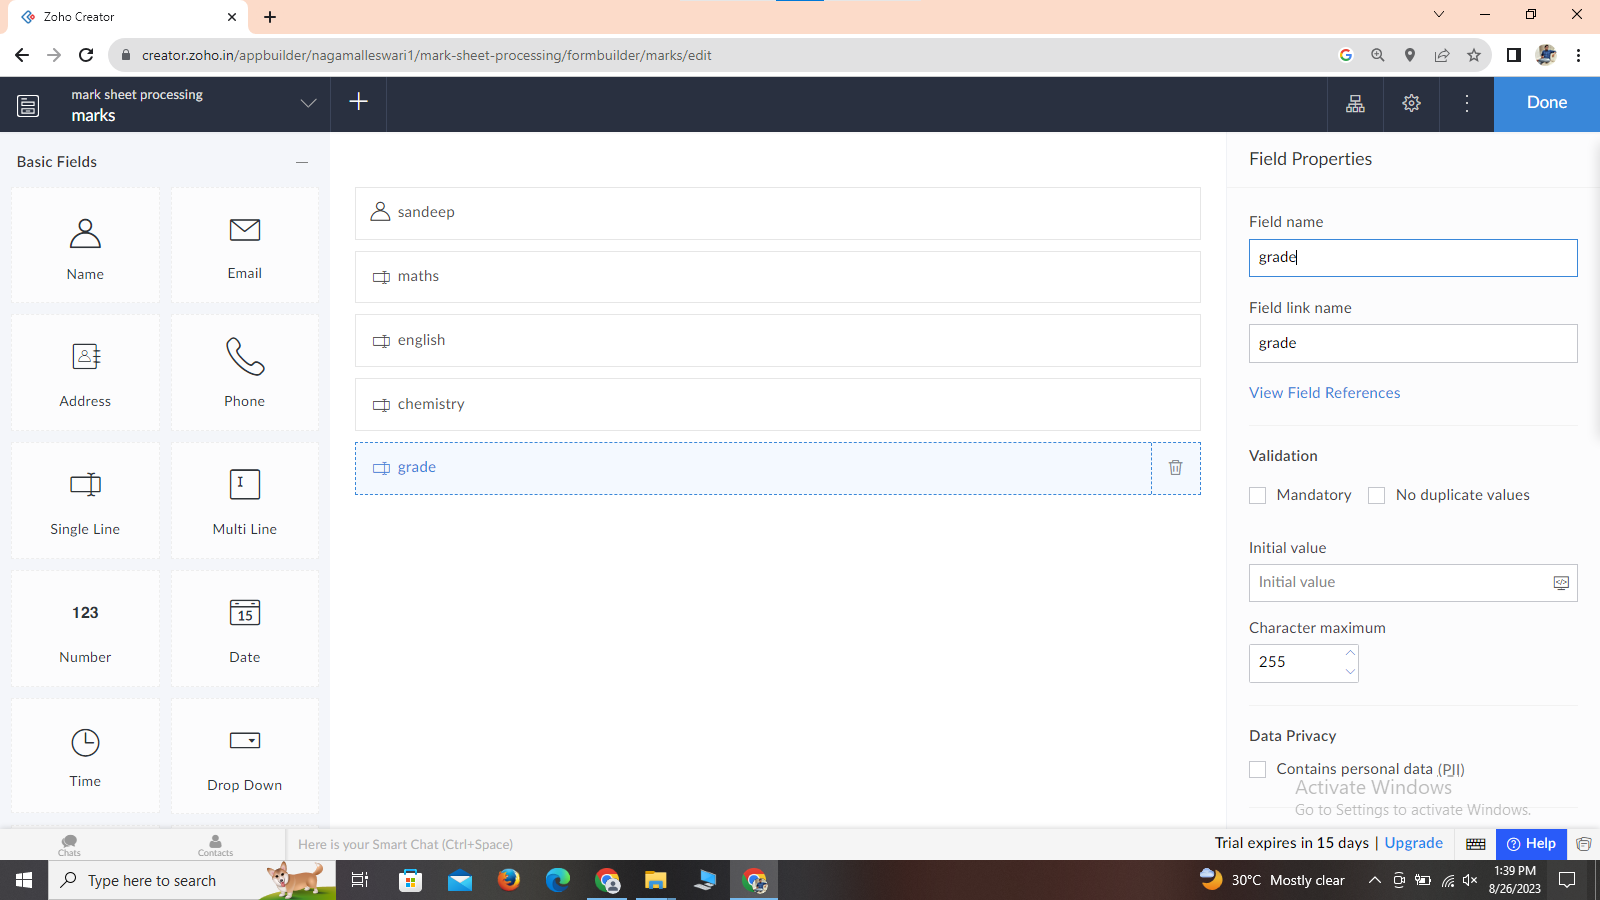 Zoho Creator
creator.zoho.in/appbuilder/nagamalleswari1/mark-sheet-processing/formbuilder/marks/edit
mark sheet processing
marks
Done
Basic Fields
Name
Email
Address
Phone
Single Line
Multi Line
123
Number
15
Date
Time
Drop Down
sandeep
maths
english
chemistry
grade
Field Properties
Field name
grade
Field link name
grade
View Field References
Validation
Mandatory
No duplicate values
Initial value
Initial value
Character maximum
255
Data Privacy
Contains personal data (PII)
Activate Windows
Go to Settings to activate Windows.
Chats
Contacts
Here is your Smart Chat (Ctrl+Space)
Trial expires in 15 days | Upgrade
Help
Type here to search
30°C Mostly clear
1:39 PM
8/26/2023